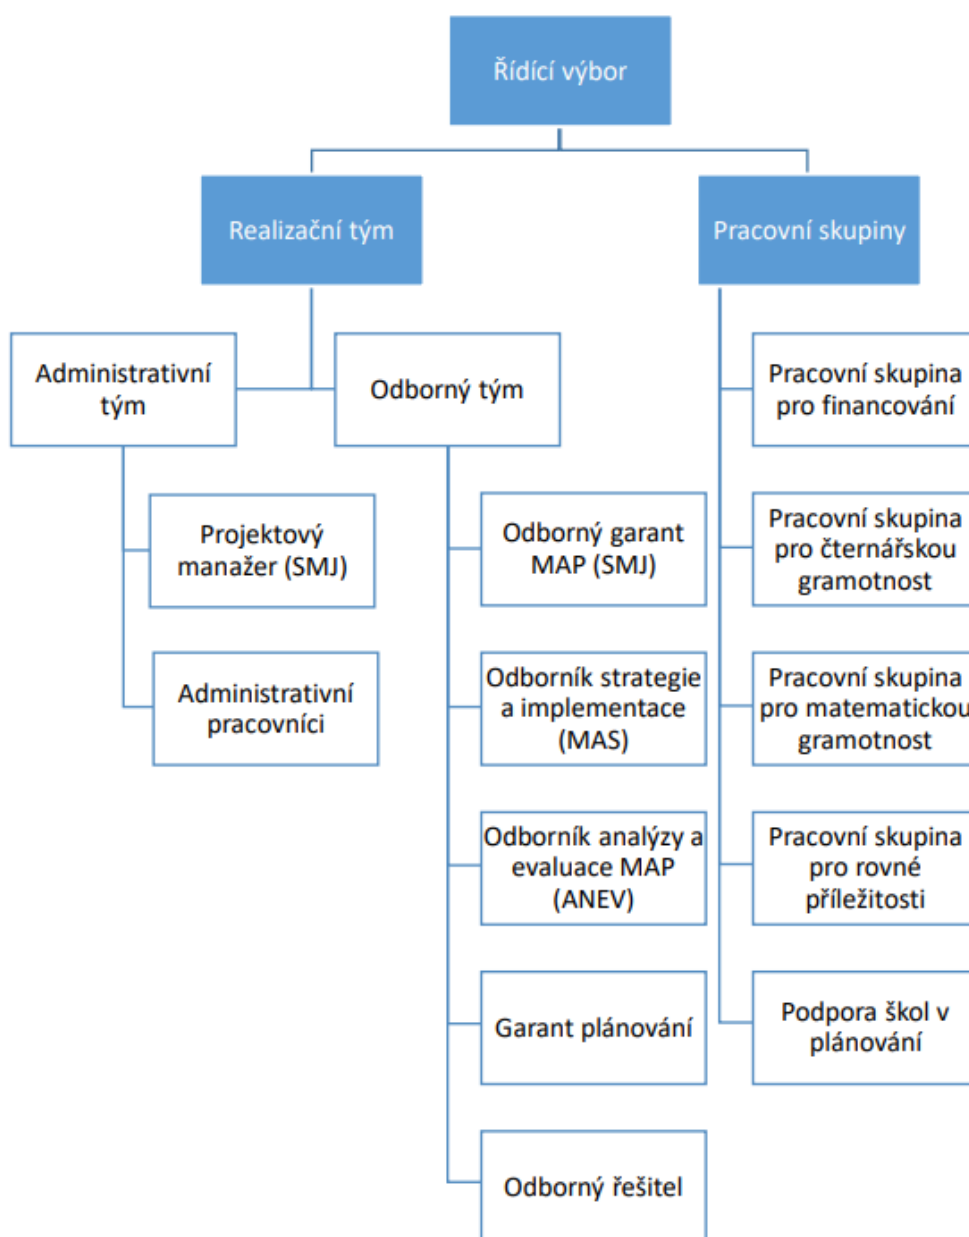 Řídící výbor
Realizační tým
Pracovní skupiny
Administrativní
tým
Odborný tým
Pracovní skupina
pro financování
Projektový
manažer (SMJ)
Odborný garant
MAP (SMJ)
Pracovní skupina
pro čternářskou
gramotnost
Administrativní
pracovníci
Odborník strategie
a implementace
(MAS)
Pracovní skupina
pro matematickou
gramotnost
Odborník analýzy a
evaluace MAP
(ANEV)
Pracovní skupina
pro rovné
příležitosti
Garant plánování
Podpora škol v
plánování
Odborný řešitel